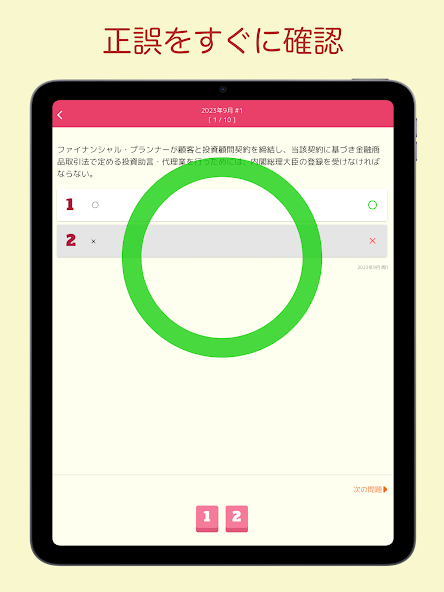 正誤をすぐに確認
2023年9月 #1
[ 1 / 10 ]
ファイナンシャル・プランナーが顧客と投資顧問契約を締結し、当該契約に基づき金融商
品取引法で定める投資助言・代理業を行うためには、内閣総理大臣の登録を受けなければ
ならない。
1 ○ ○
2 × ×
2023年9月 #1
次の問題
1 2